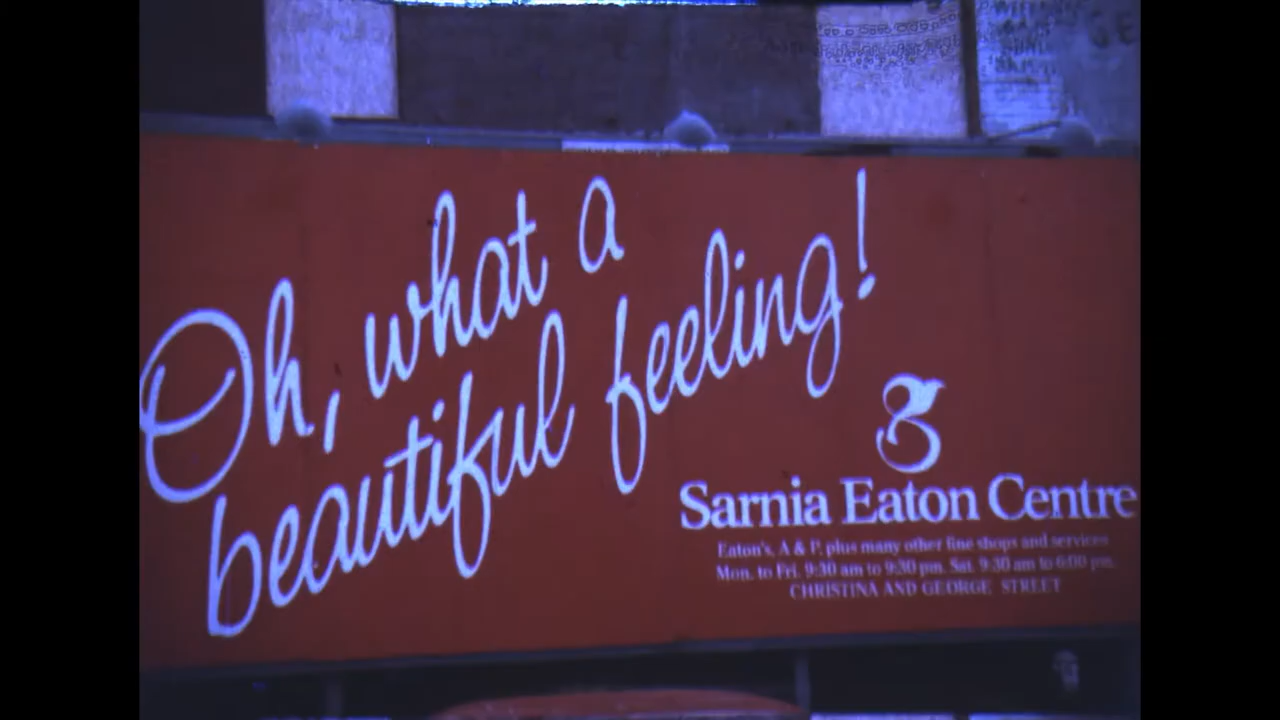 Oh, what a
beautiful feeling!
Sarnia Eaton Centre
Eaton's, A & P, plus many other fine shops and services
Mon. to Fri. 9:30 am to 9:30 pm. Sat. 9:30 am to 6:00 pm.
CHRISTINA AND GEORGE STREET